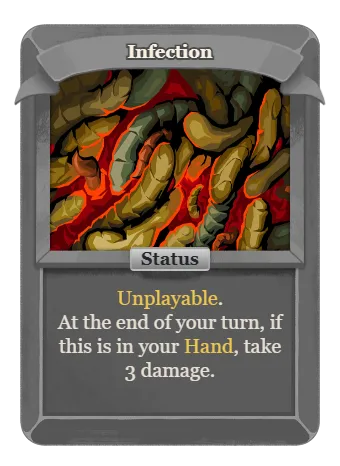 Infection
Status
Unplayable.
At the end of your turn, if
this is in your Hand, take
3 damage.